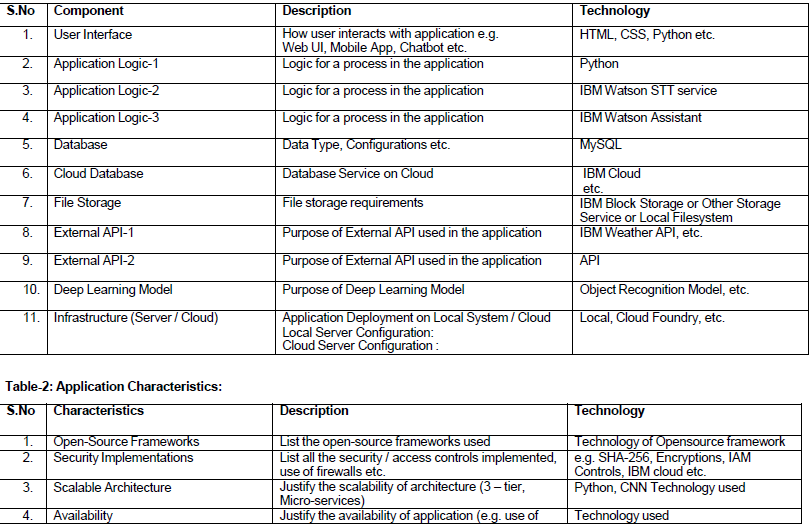 S.No Component Description Technology
1. User Interface How user interacts with application e.g. HTML, CSS, Python etc.
Web UI, Mobile App, Chatbot etc.
2. Application Logic-1 Logic for a process in the application Python
3. Application Logic-2 Logic for a process in the application IBM Watson STT service
4. Application Logic-3 Logic for a process in the application IBM Watson Assistant
5. Database Data Type, Configurations etc. MySQL
6. Cloud Database Database Service on Cloud IBM Cloud
etc.
7. File Storage File storage requirements IBM Block Storage or Other Storage
Service or Local Filesystem
8. External API-1 Purpose of External API used in the application IBM Weather API, etc.
9. External API-2 Purpose of External API used in the application API
10. Deep Learning Model Purpose of Deep Learning Model Object Recognition Model, etc.
11. Infrastructure (Server / Cloud) Application Deployment on Local System / Cloud Local, Cloud Foundry, etc.
Local Server Configuration:
Cloud Server Configuration :
Table-2: Application Characteristics:
S.No Characteristics Description Technology
1. Open-Source Frameworks List the open-source frameworks used Technology of Opensource framework
2. Security Implementations List all the security / access controls implemented, e.g. SHA-256, Encryptions, IAM
use of firewalls etc. Controls, IBM cloud etc.
3. Scalable Architecture Justify the scalability of architecture (3 – tier, Python, CNN Technology used
Micro-services)
4. Availability Justify the availability of application (e.g. use of Technology used